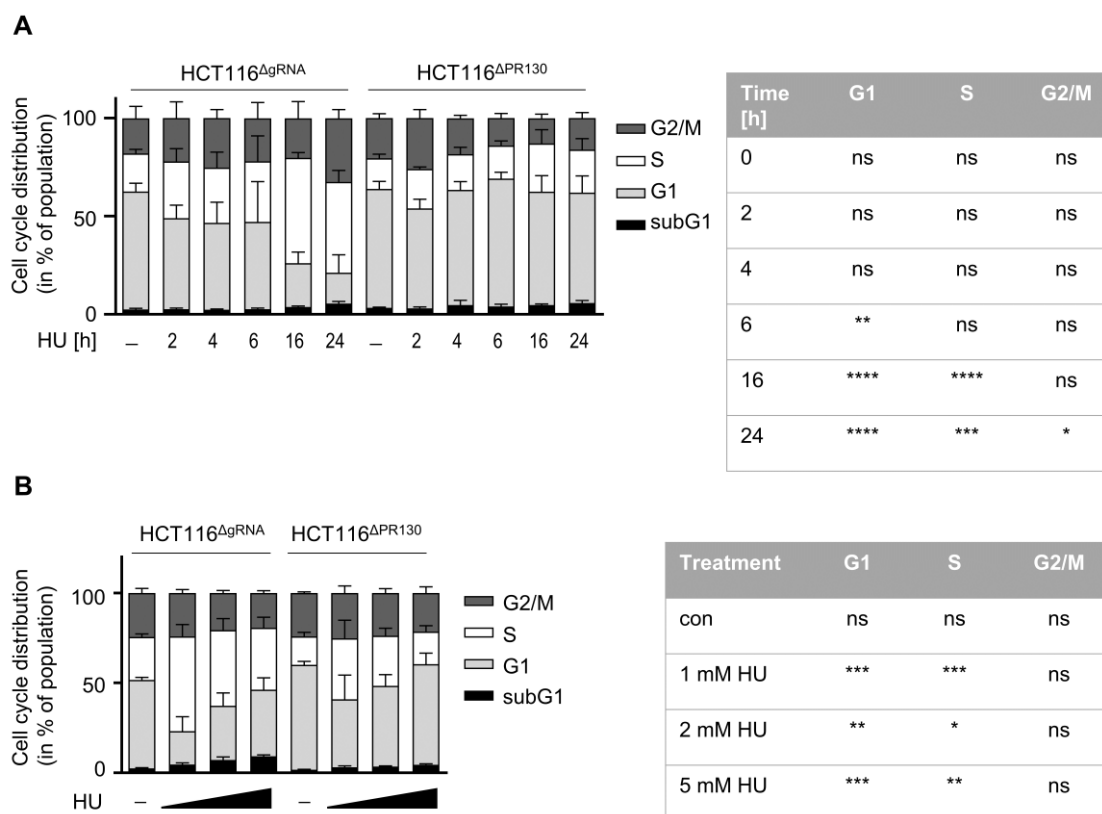 A
HCT116ΔgRNA HCT116ΔPR130
Cell cycle distribution
(in % of population)
100
50
0
G2/M
S
G1
subG1
HU [h] – 2 4 6 16 24 – 2 4 6 16 24
Time [h] G1 S G2/M
0 ns ns ns
2 ns ns ns
4 ns ns ns
6 ** ns ns
16 **** **** ns
24 **** *** *
B
HCT116ΔgRNA HCT116ΔPR130
Cell cycle distribution
(in % of population)
100
50
0
G2/M
S
G1
subG1
HU – –
Treatment G1 S G2/M
con ns ns ns
1 mM HU *** *** ns
2 mM HU ** * ns
5 mM HU *** ** ns